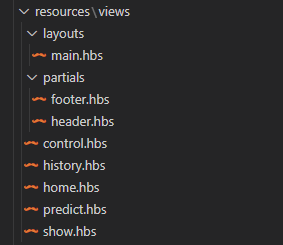 resources\views
layouts
main.hbs
partials
footer.hbs
header.hbs
control.hbs
history.hbs
home.hbs
predict.hbs
show.hbs